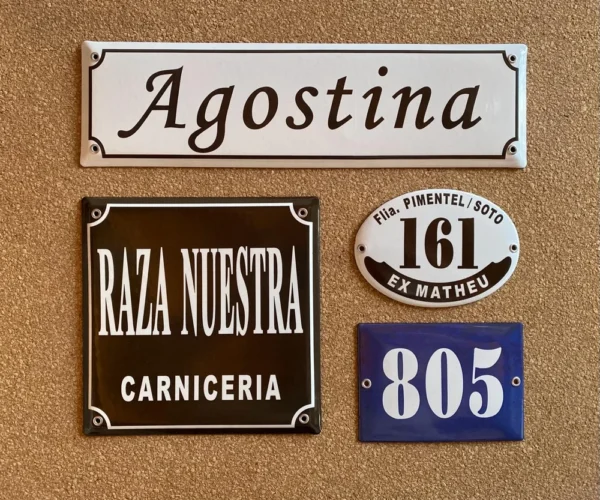 Agostina
RAZA NUESTRA
CARNICERIA
Flia. PIMENTEL/SOTO
161
EX MATHEU
805